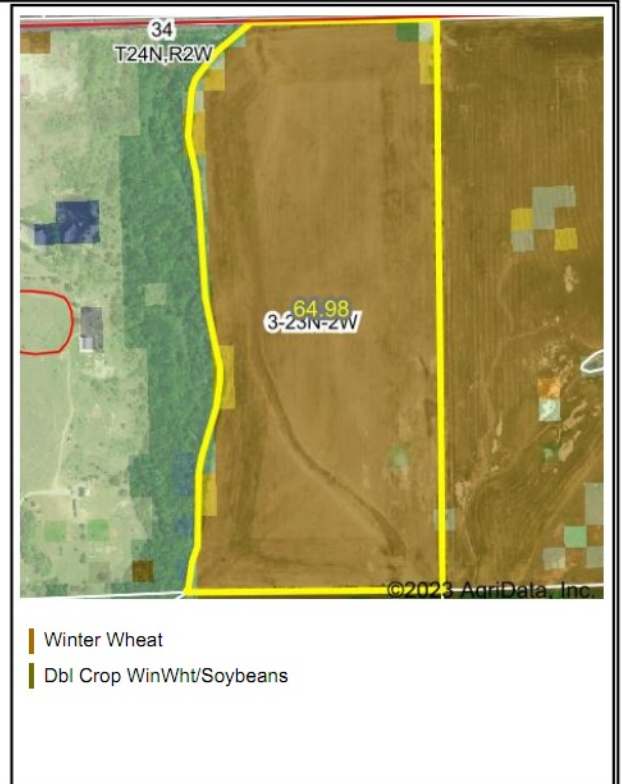 34
T24N,R2W
64.98
3-23N-2W
©2023 AgriData, Inc.
Winter Wheat
Dbl Crop WinWht/Soybeans